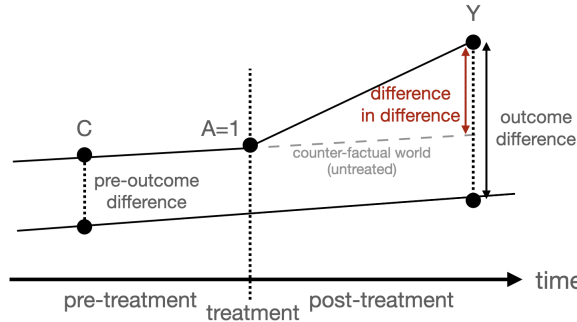 Y
C
A=1
difference
in difference
outcome
difference
counter-factual world
(untreated)
pre-outcome
difference
time
pre-treatment
treatment
post-treatment